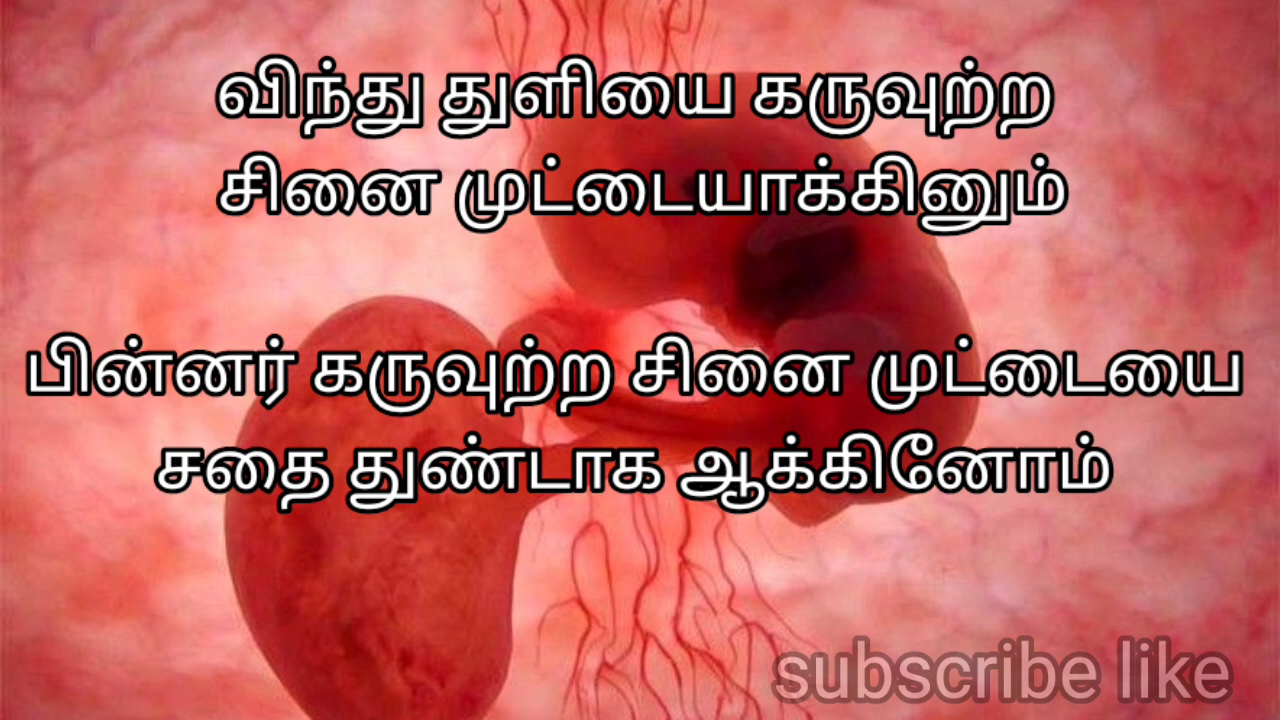 விந்து துளியை கருவுற்ற
சினை முட்டையாக்கினும்
பின்னர் கருவுற்ற சினை முட்டையை
சதை துண்டாக ஆக்கினோம்
subscribe like